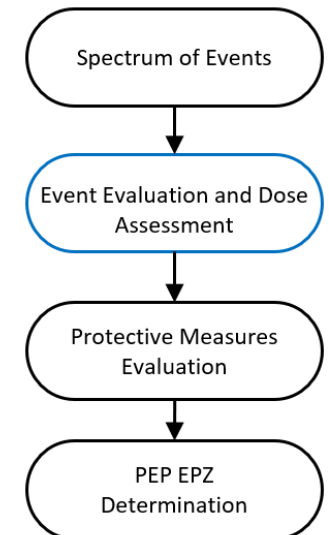 Spectrum of Events
Event Evaluation and Dose
Assessment
Protective Measures
Evaluation
PEP EPZ
Determination